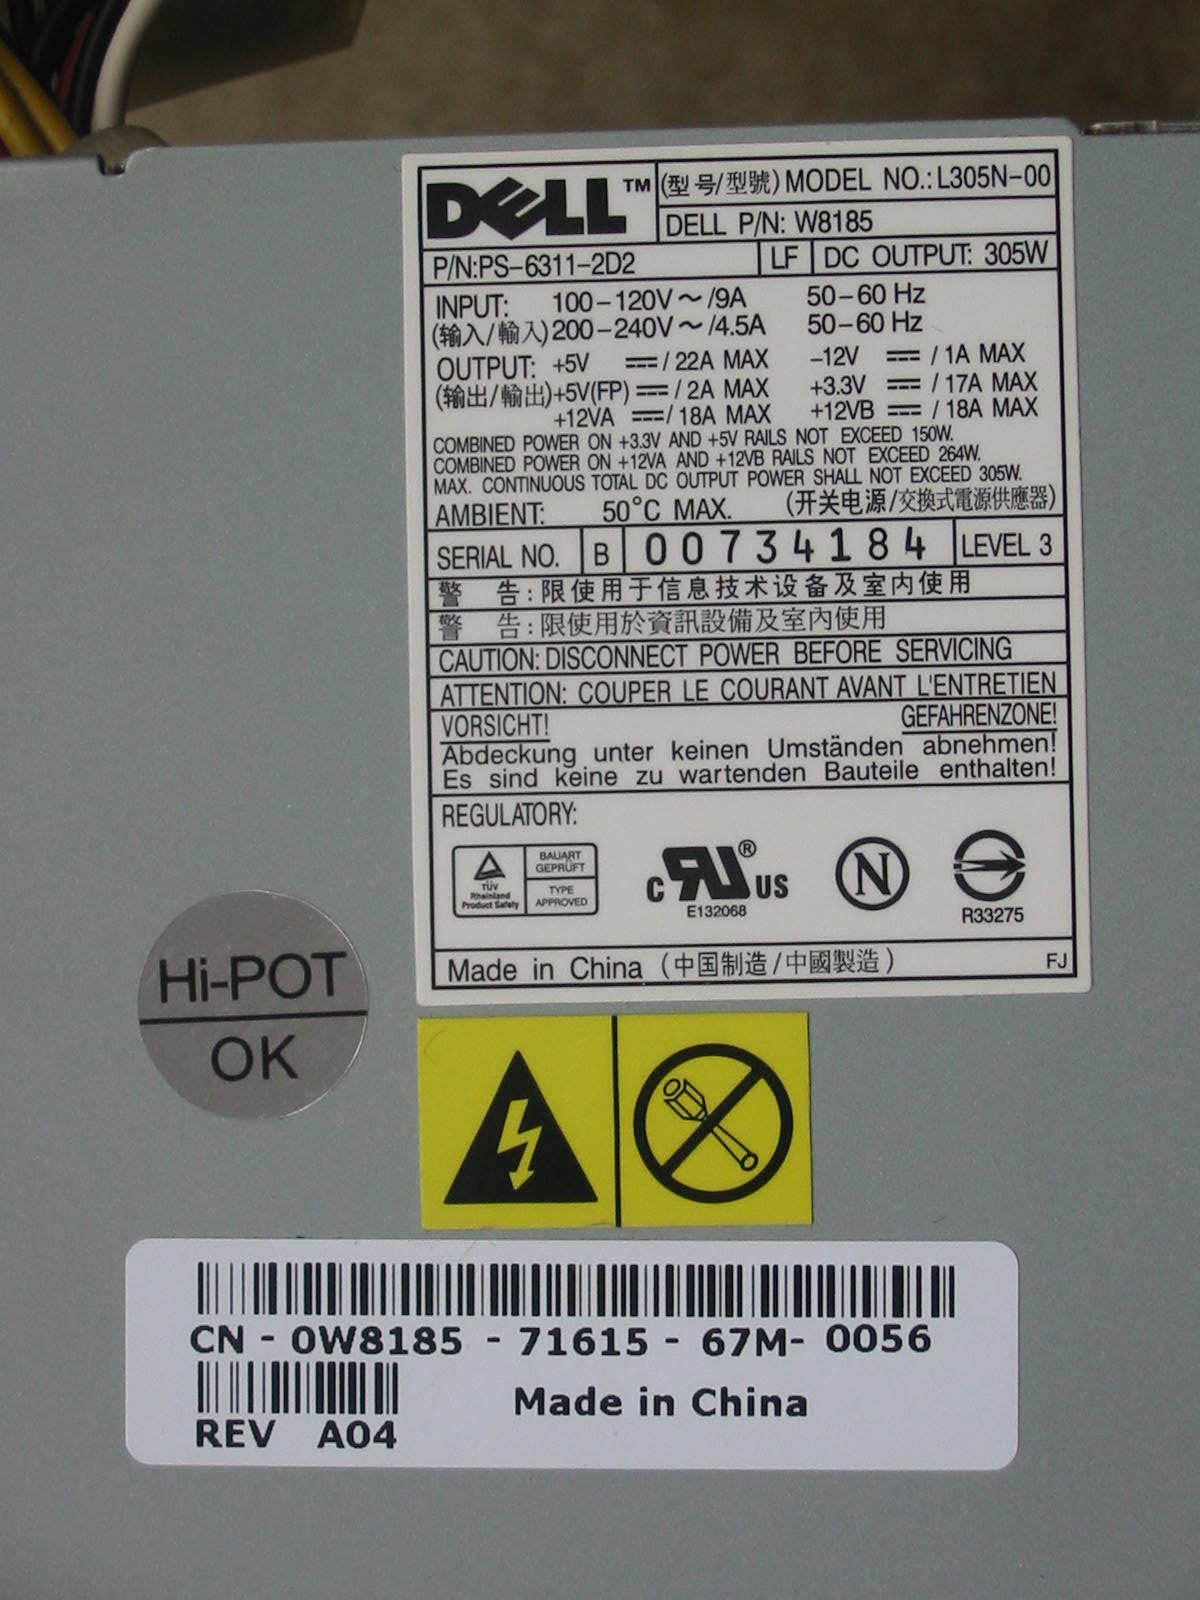 DELL™
(型号/型號) MODEL NO.: L305N-00
DELL P/N: W8185
P/N:PS-6311-2D2 LF DC OUTPUT: 305W
INPUT: 100-120V～/9A 50-60 Hz
(输入/輸入) 200-240V～/4.5A 50-60 Hz
OUTPUT: +5V ⎓/ 22A MAX -12V ⎓/ 1A MAX
(输出/輸出) +5V(FP) ⎓/ 2A MAX +3.3V ⎓/ 17A MAX
+12VA ⎓/ 18A MAX +12VB ⎓/ 18A MAX
COMBINED POWER ON +3.3V AND +5V RAILS NOT EXCEED 150W.
COMBINED POWER ON +12VA AND +12VB RAILS NOT EXCEED 264W.
MAX. CONTINUOUS TOTAL DC OUTPUT POWER SHALL NOT EXCEED 305W.
AMBIENT: 50°C MAX. (开关电源/交換式電源供應器)
SERIAL NO. B 00734184 LEVEL 3
警 告: 限使用于信息技术设备及室内使用
警 告: 限使用於資訊設備及室內使用
CAUTION: DISCONNECT POWER BEFORE SERVICING
ATTENTION: COUPER LE COURANT AVANT L'ENTRETIEN
VORSICHT! GEFAHRENZONE!
Abdeckung unter keinen Umständen abnehmen!
Es sind keine zu wartenden Bauteile enthalten!
REGULATORY:
TÜV
Rheinland
Product Safety
BAUART
GEPRÜFT
TYPE
APPROVED
C RU® US
E132068
N
R33275
Made in China (中国制造/中國製造) FJ
Hi-POT
OK
CN - 0W8185 - 71615 - 67M- 0056
Made in China
REV A04